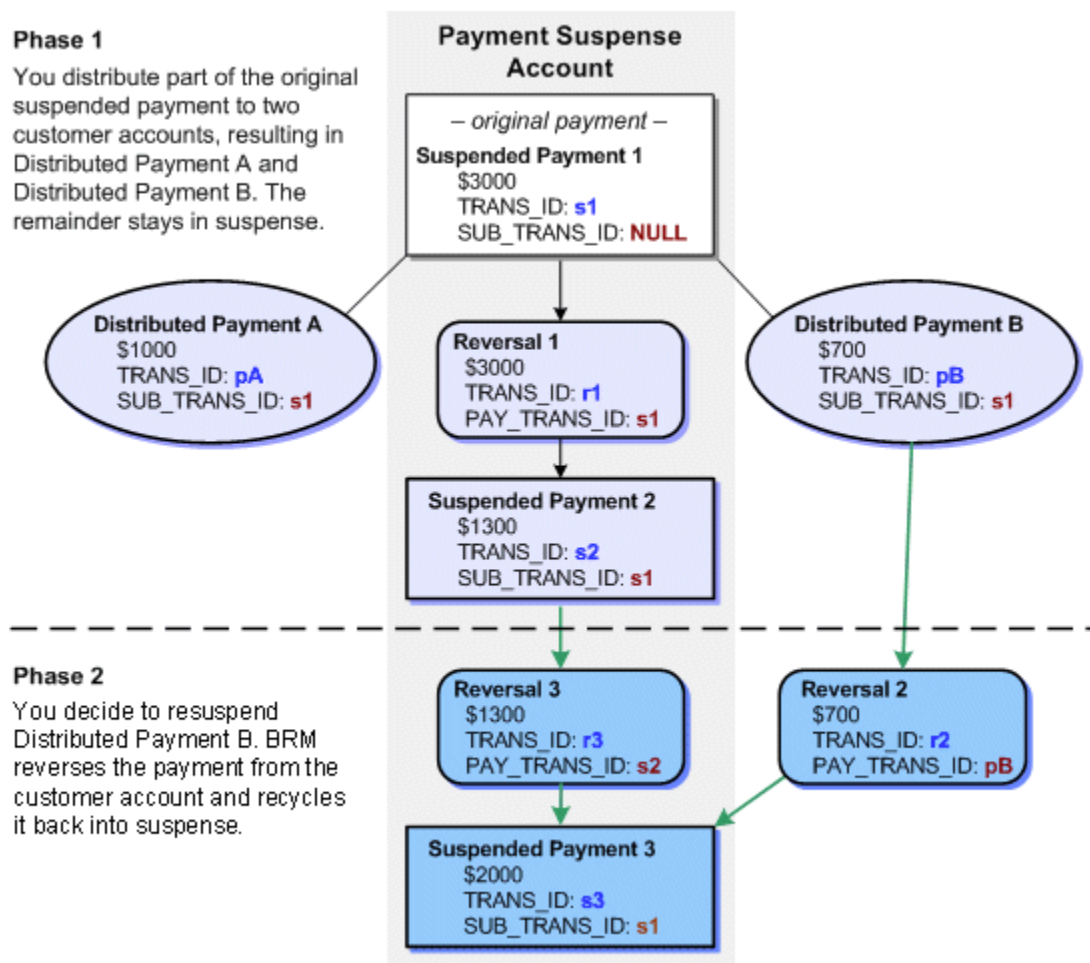 Phase 1
You distribute part of the original
suspended payment to two
customer accounts, resulting in
Distributed Payment A and
Distributed Payment B. The
remainder stays in suspense.
Payment Suspense
Account
– original payment –
Suspended Payment 1
$3000
TRANS_ID: s1
SUB_TRANS_ID: NULL
Distributed Payment A
$1000
TRANS_ID: pA
SUB_TRANS_ID: s1
Reversal 1
$3000
TRANS_ID: r1
PAY_TRANS_ID: s1
Distributed Payment B
$700
TRANS_ID: pB
SUB_TRANS_ID: s1
Suspended Payment 2
$1300
TRANS_ID: s2
SUB_TRANS_ID: s1
Phase 2
You decide to resuspend
Distributed Payment B. BRM
reverses the payment from the
customer account and recycles
it back into suspense.
Reversal 3
$1300
TRANS_ID: r3
PAY_TRANS_ID: s2
Reversal 2
$700
TRANS_ID: r2
PAY_TRANS_ID: pB
Suspended Payment 3
$2000
TRANS_ID: s3
SUB_TRANS_ID: s1